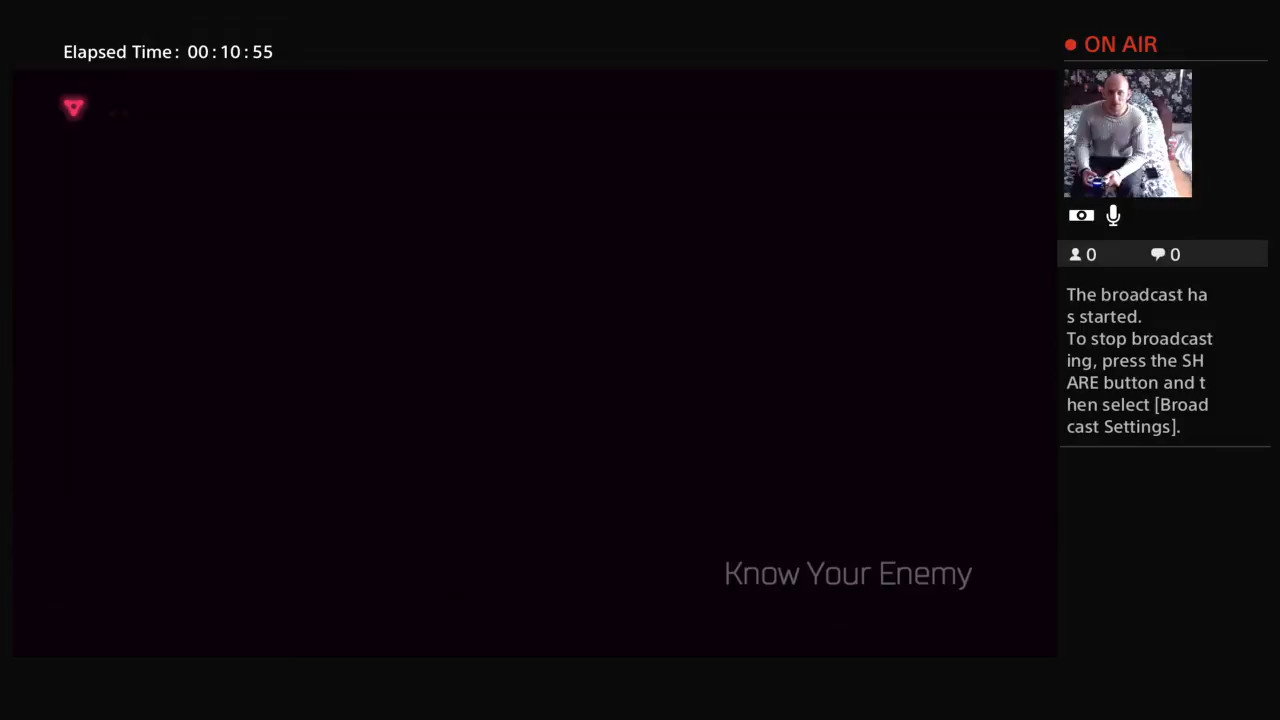 Elapsed Time: 00:10:55
ON AIR
0
0
The broadcast ha
s started.
To stop broadcast
ing, press the SH
ARE button and t
hen select [Broad
cast Settings].
Know Your Enemy